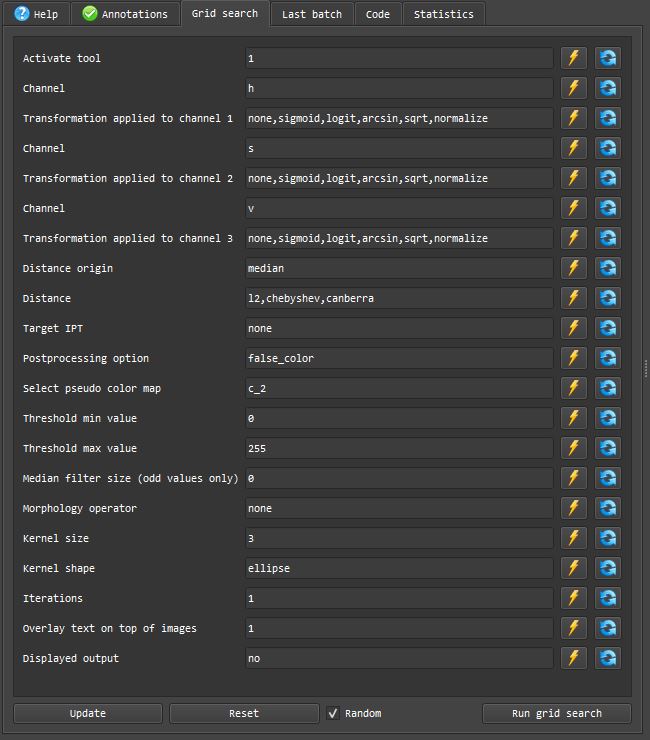 Help Annotations Grid search Last batch Code Statistics
Activate tool 1
Channel h
Transformation applied to channel 1 none,sigmoid,logit,arcsin,sqrt,normalize
Channel s
Transformation applied to channel 2 none,sigmoid,logit,arcsin,sqrt,normalize
Channel v
Transformation applied to channel 3 none,sigmoid,logit,arcsin,sqrt,normalize
Distance origin median
Distance l2,chebyshev,canberra
Target IPT none
Postprocessing option false_color
Select pseudo color map c_2
Threshold min value 0
Threshold max value 255
Median filter size (odd values only) 0
Morphology operator none
Kernel size 3
Kernel shape ellipse
Iterations 1
Overlay text on top of images 1
Displayed output no
Update Reset Random Run grid search